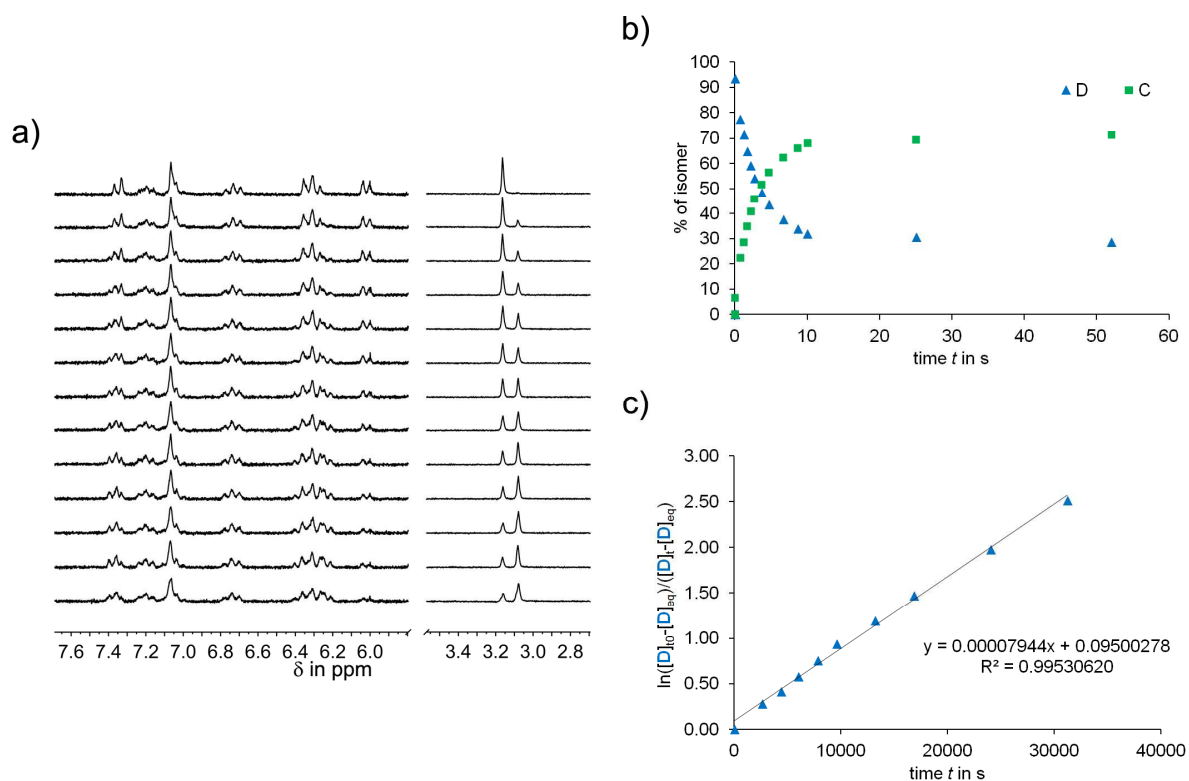 a)
7.6 7.4 7.2 7.0 6.8 6.6 6.4 6.2 6.0 3.4 3.2 3.0 2.8
δ in ppm
b)
D C
100
90
80
70
60
50
40
30
20
10
0
% of isomer
0 10 20 30 40 50 60
time t in s
c)
3.00
2.50
2.00
1.50
1.00
0.50
0.00
ln([D]t0-[D]eq)/([D]t-[D]eq)
y = 0.00007944x + 0.09500278
R² = 0.99530620
0 10000 20000 30000 40000
time t in s